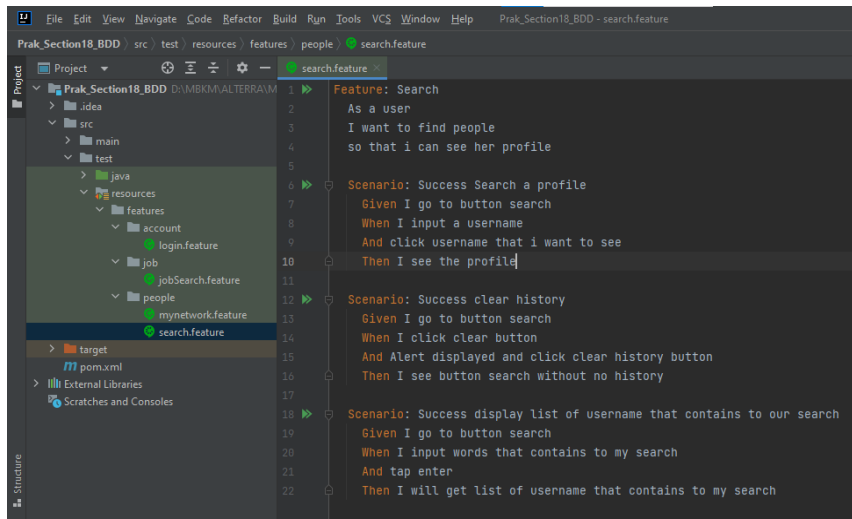 File Edit View Navigate Code Refactor Build Run Tools VCS Window Help Prak_Section18_BDD - search.feature
Prak_Section18_BDD src test resources features people search.feature
Project
Project
search.feature
Prak_Section18_BDD D:\MBKM\ALTERRA\M
.idea
src
main
test
java
resources
features
account
login.feature
job
jobSearch.feature
people
mynetwork.feature
search.feature
target
pom.xml
External Libraries
Scratches and Consoles
Structure
1 Feature: Search
2 As a user
3 I want to find people
4 so that i can see her profile
5
6 Scenario: Success Search a profile
7 Given I go to button search
8 When I input a username
9 And click username that i want to see
10 Then I see the profile
11
12 Scenario: Success clear history
13 Given I go to button search
14 When I click clear button
15 And Alert displayed and click clear history button
16 Then I see button search without no history
17
18 Scenario: Success display list of username that contains to our search
19 Given I go to button search
20 When I input words that contains to my search
21 And tap enter
22 Then I will get list of username that contains to my search